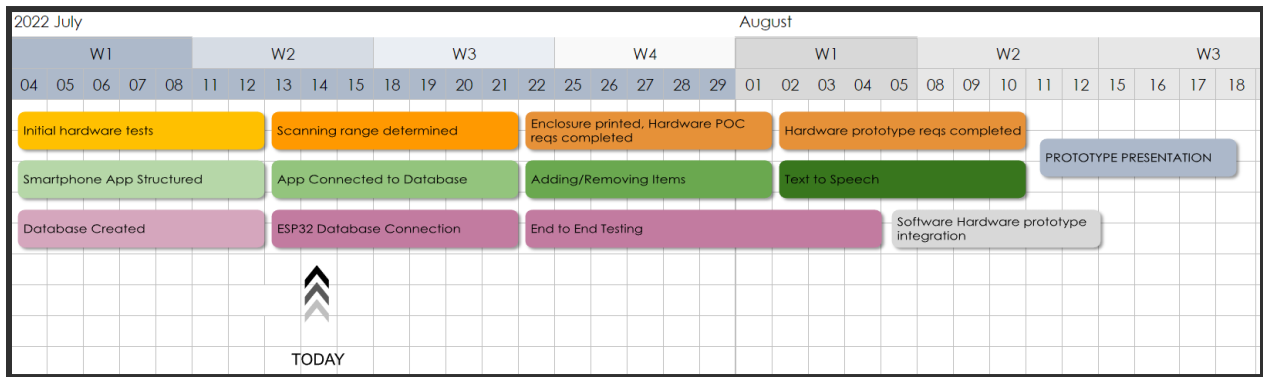 2022 July August
W1 W2 W3 W4 W1 W2 W3
04 05 06 07 08 11 12 13 14 15 18 19 20 21 22 25 26 27 28 29 01 02 03 04 05 08 09 10 11 12 15 16 17 18
Initial hardware tests
Scanning range determined
Enclosure printed, Hardware POC
reqs completed
Hardware prototype reqs completed
PROTOTYPE PRESENTATION
Smartphone App Structured
App Connected to Database
Adding/Removing Items
Text to Speech
Database Created
ESP32 Database Connection
End to End Testing
Software Hardware prototype
integration
TODAY